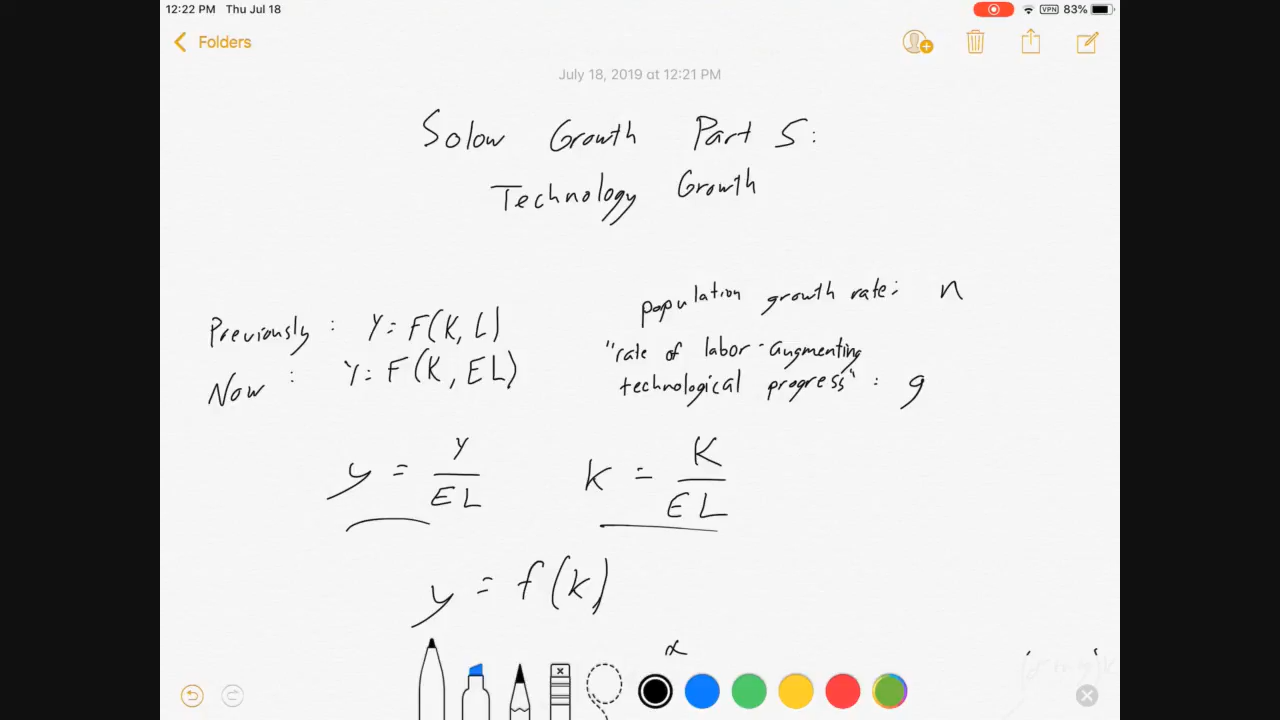 12:22 PM Thu Jul 18
VPN 83%
Folders
July 18, 2019 at 12:21 PM
Solow Growth Part 5:
Technology Growth
Previously : Y = F(K, L)
Now : Y = F(K, EL)
population growth rate: n
"rate of labor-augmenting
technological progress" : g
y = Y/EL
k = K/EL
y = f(k)
α